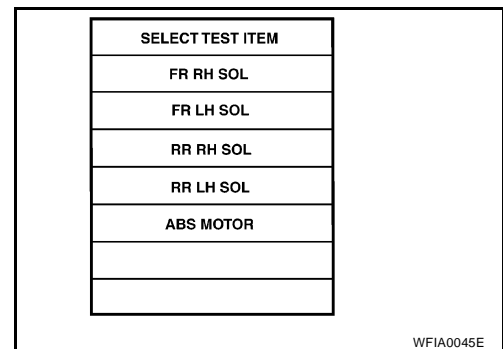 SELECT TEST ITEM
FR RH SOL
FR LH SOL
RR RH SOL
RR LH SOL
ABS MOTOR
WFIA0045E